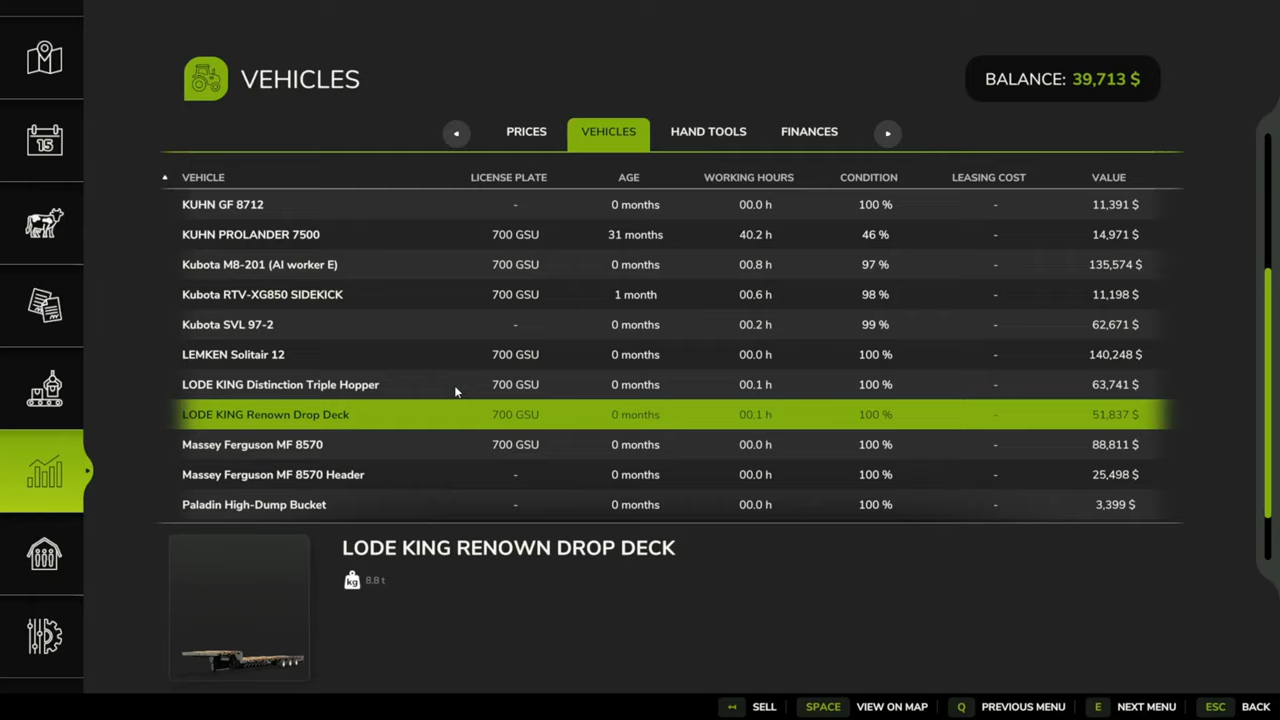 VEHICLES
BALANCE: 39,713 $
15
PRICES VEHICLES HAND TOOLS FINANCES
VEHICLE LICENSE PLATE AGE WORKING HOURS CONDITION LEASING COST VALUE
KUHN GF 8712 - 0 months 00.0 h 100 % - 11,391 $
KUHN PROLANDER 7500 700 GSU 31 months 40.2 h 46 % - 14,971 $
Kubota M8-201 (AI worker E) 700 GSU 0 months 00.8 h 97 % - 135,574 $
Kubota RTV-XG850 SIDEKICK 700 GSU 1 month 00.6 h 98 % - 11,198 $
Kubota SVL 97-2 - 0 months 00.2 h 99 % - 62,671 $
LEMKEN Solitair 12 700 GSU 0 months 00.0 h 100 % - 140,248 $
LODE KING Distinction Triple Hopper 700 GSU 0 months 00.1 h 100 % - 63,741 $
LODE KING Renown Drop Deck 700 GSU 0 months 00.1 h 100 % - 51,837 $
Massey Ferguson MF 8570 700 GSU 0 months 00.0 h 100 % - 88,811 $
Massey Ferguson MF 8570 Header - 0 months 00.0 h 100 % - 25,498 $
Paladin High-Dump Bucket - 0 months 00.0 h 100 % - 3,399 $
LODE KING RENOWN DROP DECK
kg 8.8 t
SELL SPACE VIEW ON MAP Q PREVIOUS MENU E NEXT MENU ESC BACK